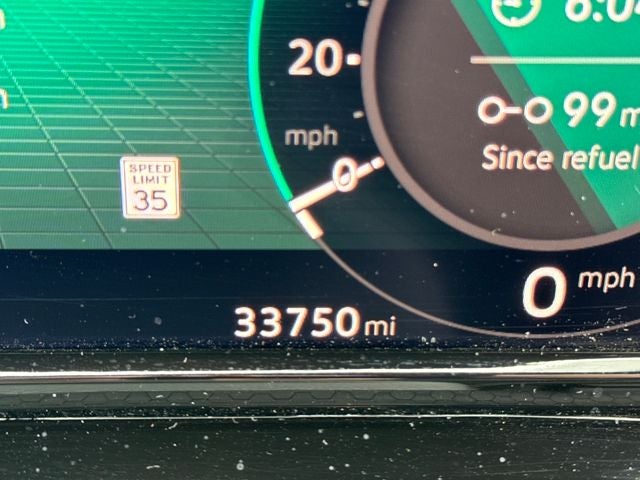 20
mph
0
SPEED
LIMIT
35
99
Since refuel
0 mph
33750 mi